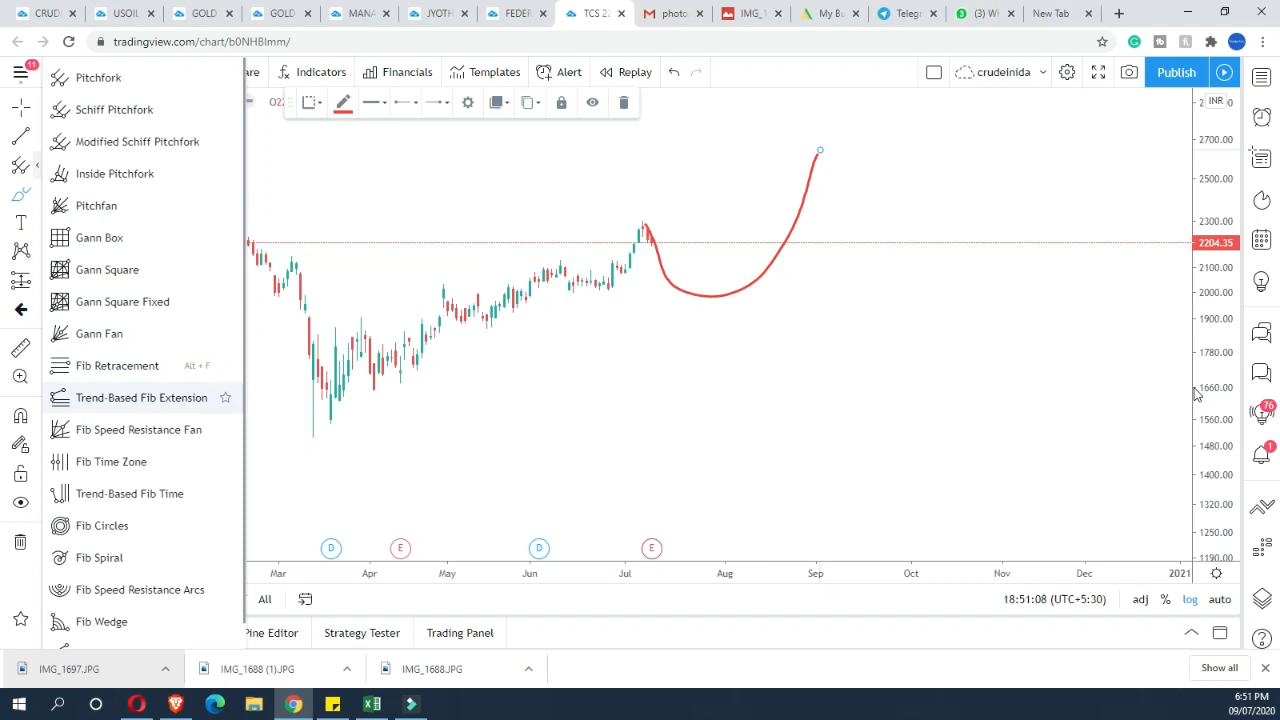 CRUD
USOIL
GOLD
GOLD
MANA
JYOTH
FEDER
TCS 22
photo
IMG_1
My Bu
Telegr
(3) W
New Tab
tradingview.com/chart/b0NHBImm/
11
Indicators
Financials
Templates
Alert
Replay
crudeinida
Publish
Pitchfork
Schiff Pitchfork
Modified Schiff Pitchfork
Inside Pitchfork
Pitchfan
Gann Box
Gann Square
Gann Square Fixed
Gann Fan
Fib Retracement Alt + F
Trend-Based Fib Extension
Fib Speed Resistance Fan
Fib Time Zone
Trend-Based Fib Time
Fib Circles
Fib Spiral
Fib Speed Resistance Arcs
Fib Wedge
INR
2700.00
2500.00
2300.00
2204.35
2100.00
2000.00
1900.00
1780.00
1660.00
1560.00
1480.00
1400.00
1320.00
1250.00
1190.00
76
1
D
E
D
E
Mar
Apr
May
Jun
Jul
Aug
Sep
Oct
Nov
Dec
2021
All
18:51:08 (UTC+5:30)
adj
%
log
auto
Pine Editor
Strategy Tester
Trading Panel
IMG_1697.JPG
IMG_1688 (1).JPG
IMG_1688.JPG
Show all
6:51 PM
09/07/2020